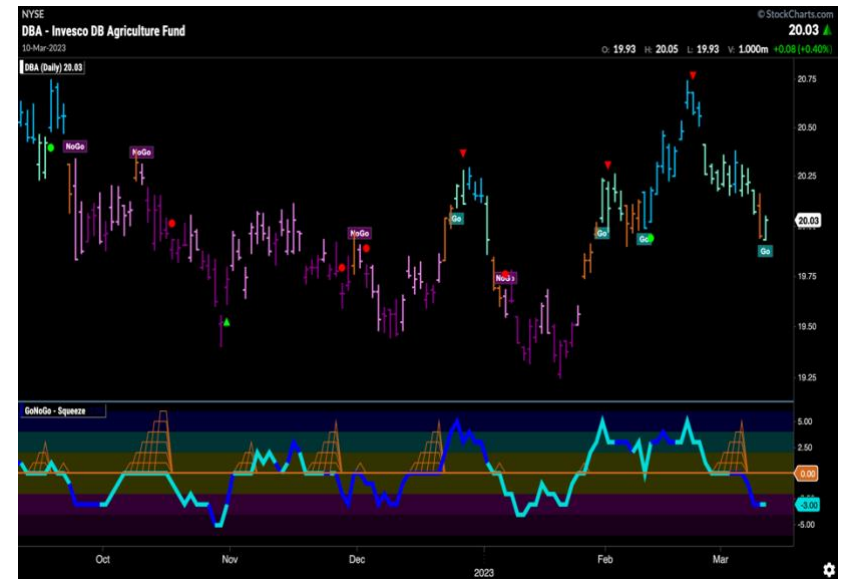 NYSE © StockCharts.com
DBA - Invesco DB Agriculture Fund 20.03
10-Mar-2023 O: 19.93 H: 20.05 L: 19.93 V: 1.000m +0.08 (+0.40%)
DBA (Daily) 20.03
20.75
20.50
NoGo NoGo
20.25
Go
20.03
NoGo Go Go
Go
NoGo
19.75
19.50
19.25
GoNoGo - Squeeze
5.00
2.50
0.00
-3.00
-5.00
Oct Nov Dec Feb Mar
2023